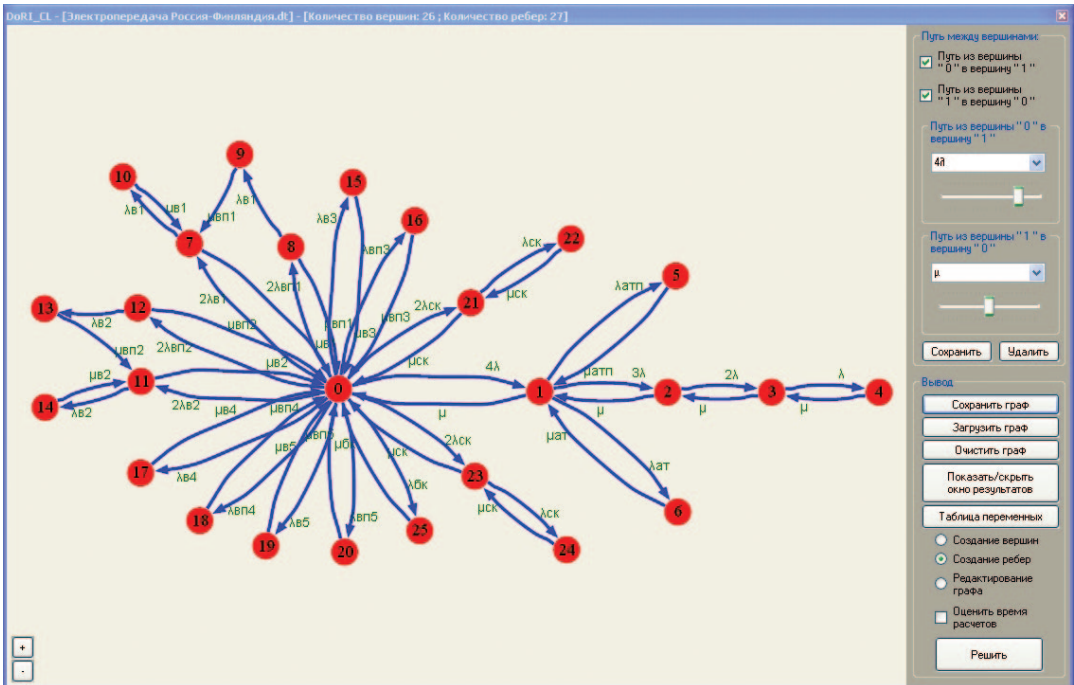 DoRI_CL - [Электропередача Россия-Финляндия.dt] - [Количество вершин: 26 ; Количество ребер: 27]
Путь между вершинами:
Путь из вершины
" 0 " в вершину " 1 "
Путь из вершины
" 1 " в вершину " 0 "
Путь из вершины " 0 " в
вершину " 1 "
4λ
Путь из вершины " 1 " в
вершину " 0 "
μ
Сохранить
Удалить
Вывод
Сохранить граф
Загрузить граф
Очистить граф
Показать/скрыть
окно результатов
Таблица переменных
Создание вершин
Создание ребер
Редактирование
графа
Оценить время
расчетов
Решить
9
10
15
λв1
μв1
λв1
μвп1
16
λв3
7
8
λвп3
22
λск
5
λатп
13
12
2λв1
2λвп1
21
2λск
μск
λв2
μвп2
μвп1
μв3
μвп3
μвп2
2λвп2
μв2
μск
μатп
μв2
11
4λ
3λ
2λ
λ
0
1
2
3
4
14
λв2
2λв2
μв4
μвп4
μ
μ
μ
μ
μв5
μбк
μск
2λск
μат
17
λв4
23
λат
λбк
18
λвп4
λв5
λвп5
25
μск
λск
6
19
20
24
+
-